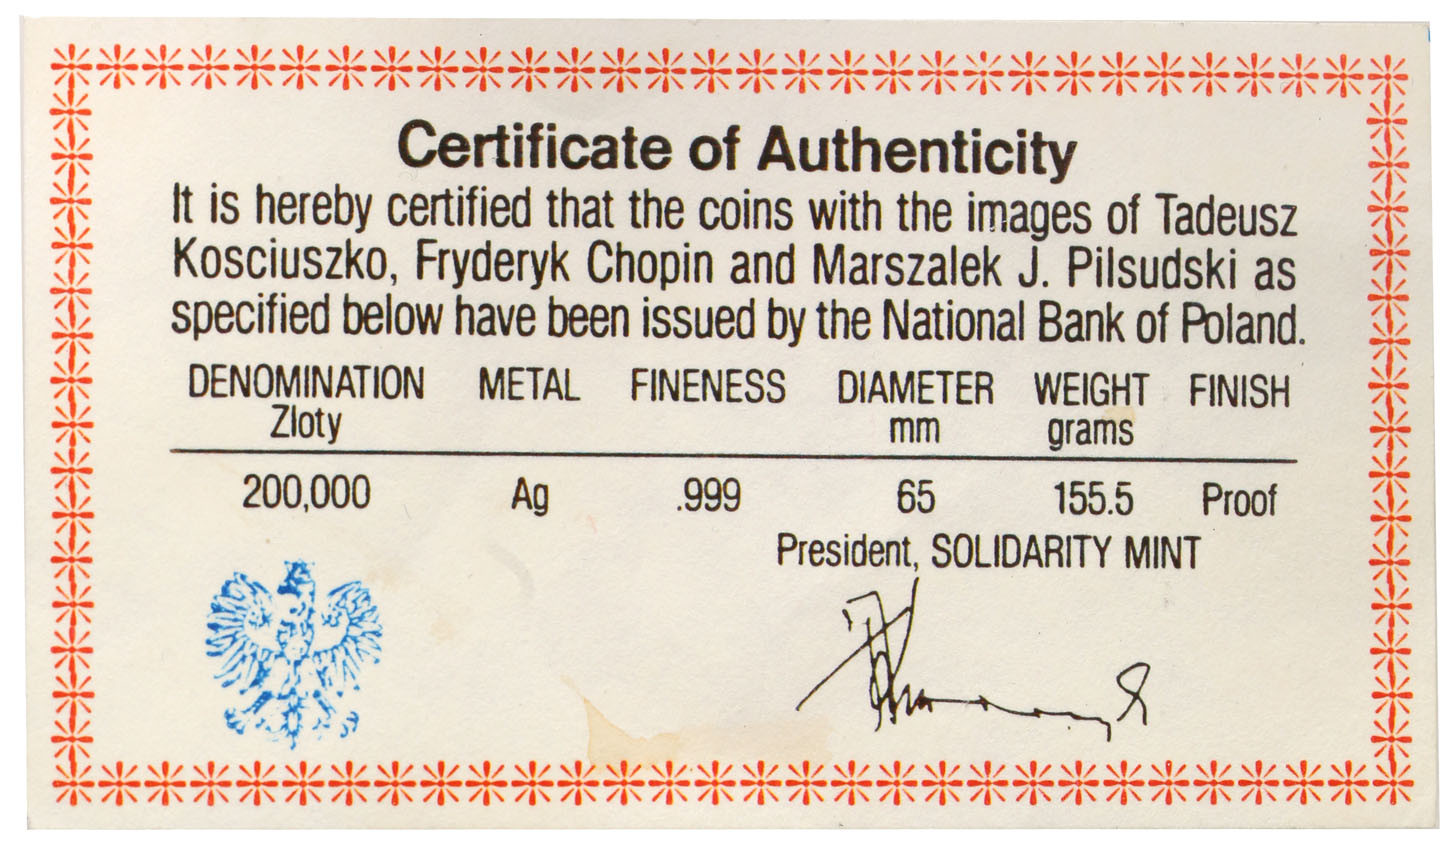 Certificate of Authenticity
It is hereby certified that the coins with the images of Tadeusz
Kosciuszko, Fryderyk Chopin and Marszalek J. Pilsudski as
specified below have been issued by the National Bank of Poland.
DENOMINATION METAL FINENESS DIAMETER WEIGHT FINISH
Zloty mm grams
200,000 Ag .999 65 155.5 Proof
President, SOLIDARITY MINT